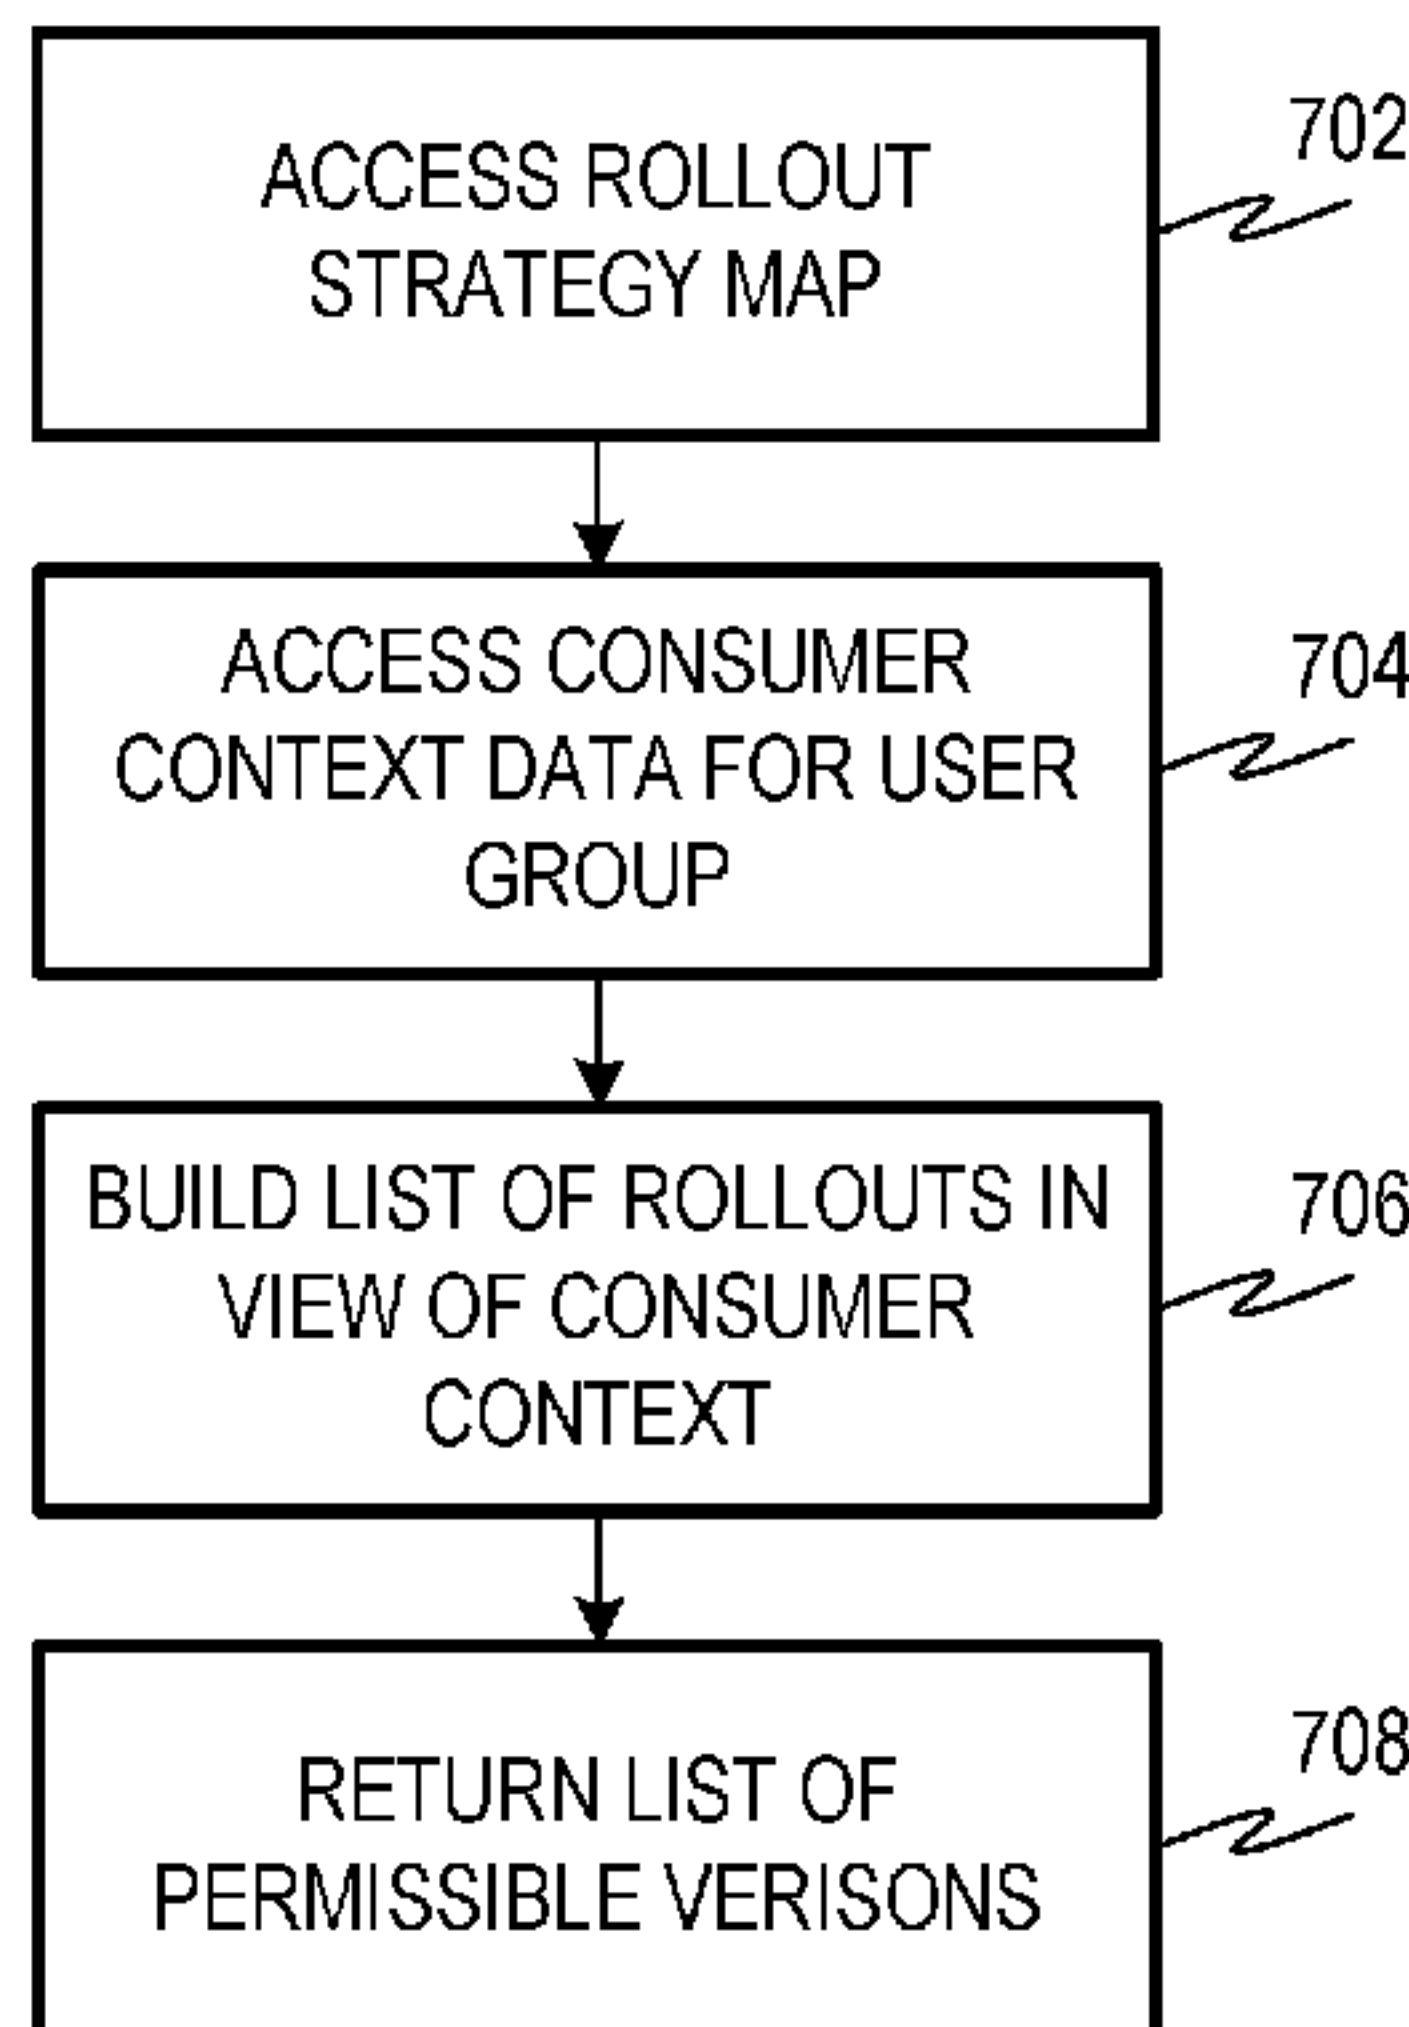 ACCESS ROLLOUT
STRATEGY MAP
702
ACCESS CONSUMER
CONTEXT DATA FOR USER
GROUP
704
BUILD LIST OF ROLLOUTS IN
VIEW OF CONSUMER
CONTEXT
706
RETURN LIST OF
PERMISSIBLE VERISONS
708